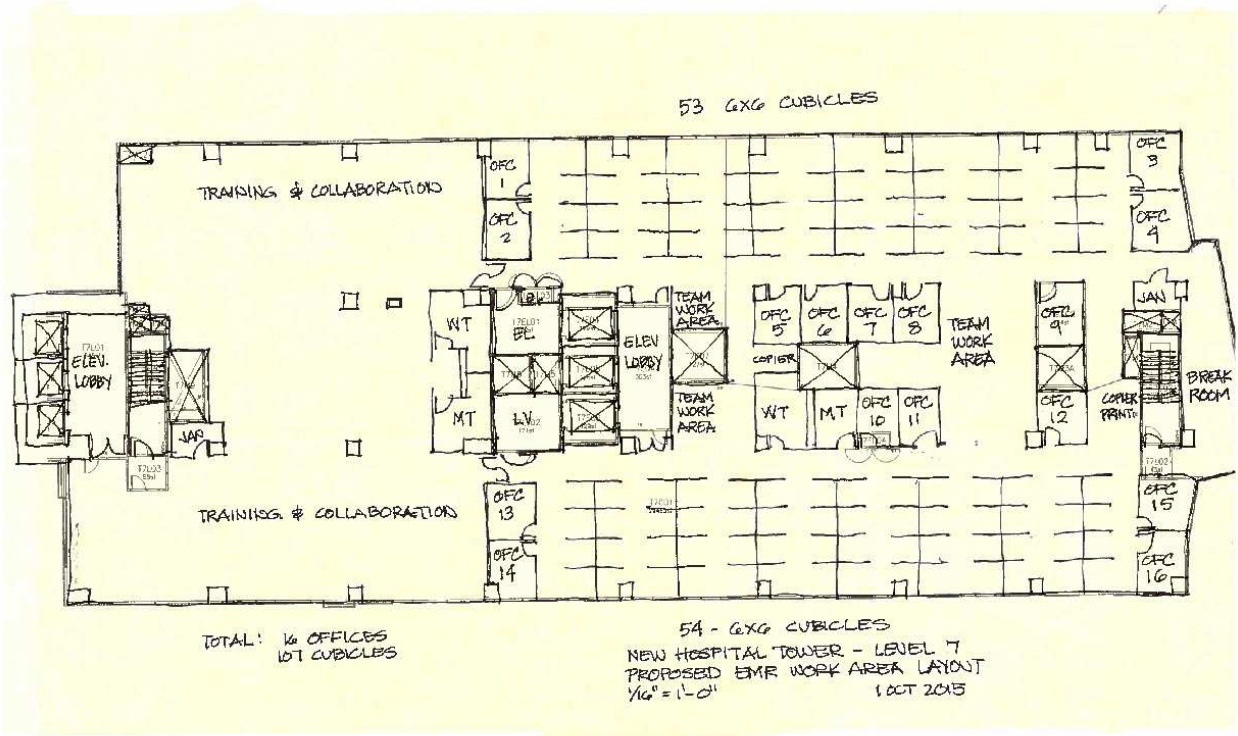 53 6X6 CUBICLES
TRAINING & COLLABORATION
OFC
1
OFC
2
OFC
3
OFC
4
T7EL01
ELEV.
LOBBY
WT
T7EL01
EL
ELEV
LOBBY
TEAM
WORK
AREA
OFC
5
OFC
6
OFC
7
OFC
8
TEAM
WORK
AREA
OFC
9
JAN
COPIER
MT
LV
TEAM
WORK
AREA
WT
MT
OFC
10
OFC
11
OFC
12
COPIER
PRINT
BREAK
ROOM
JAN
T7L03
T7L02
TRAINING & COLLABORATION
OFC
13
OFC
14
OFC
15
OFC
16
TOTAL: 16 OFFICES
107 CUBICLES
54 - 6X6 CUBICLES
NEW HOSPITAL TOWER - LEVEL 7
PROPOSED EMR WORK AREA LAYOUT
1/16" = 1'-0" 1 OCT 2015